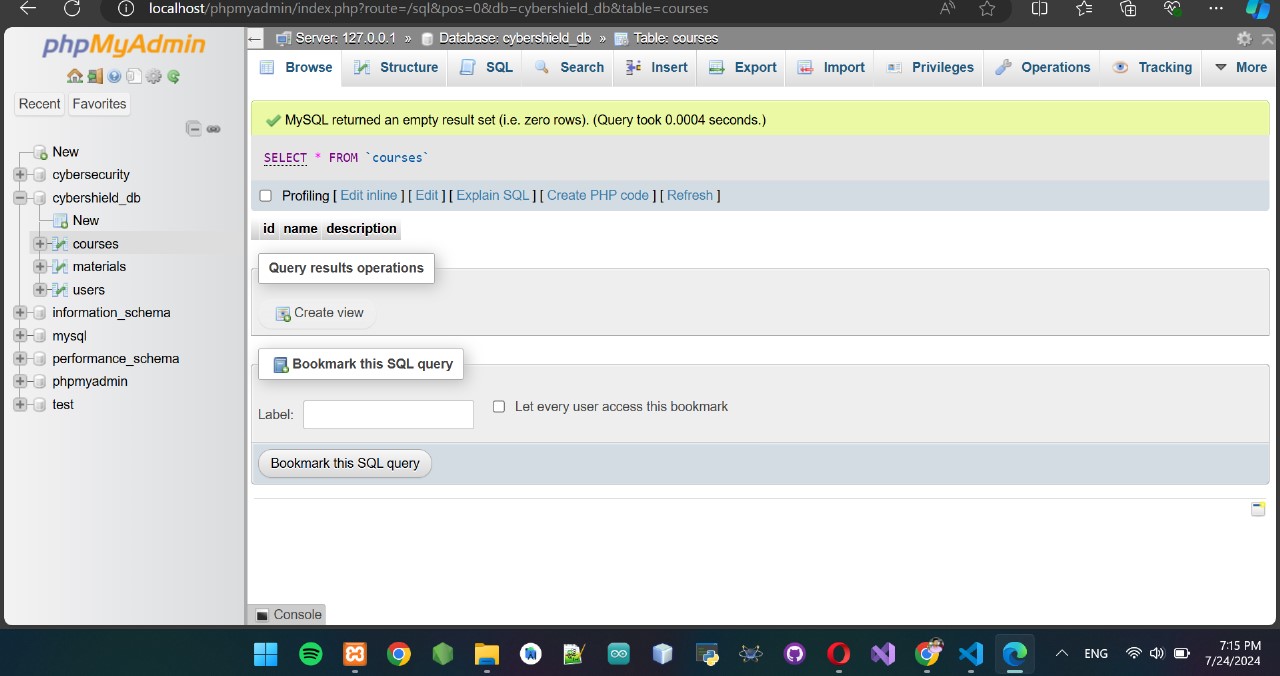 localhost/phpmyadmin/index.php?route=/sql&pos=0&db=cybershield_db&table=courses
phpMyAdmin
Recent Favorites
New
cybersecurity
cybershield_db
New
courses
materials
users
information_schema
mysql
performance_schema
phpmyadmin
test
Server: 127.0.0.1 » Database: cybershield_db » Table: courses
Browse Structure SQL Search Insert Export Import Privileges Operations Tracking More
MySQL returned an empty result set (i.e. zero rows). (Query took 0.0004 seconds.)
SELECT * FROM `courses`
Profiling [ Edit inline ] [ Edit ] [ Explain SQL ] [ Create PHP code ] [ Refresh ]
id name description
Query results operations
Create view
Bookmark this SQL query
Label: Let every user access this bookmark
Bookmark this SQL query
Console
ENG
7:15 PM
7/24/2024